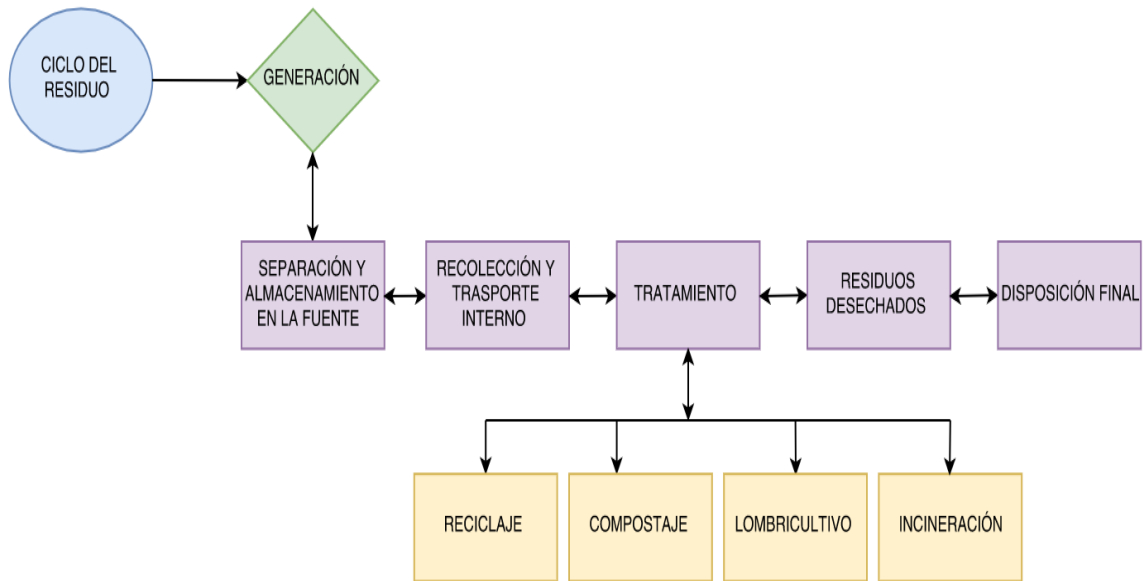 CICLO DEL
RESIDUO
GENERACIÓN
SEPARACIÓN Y
ALMACENAMIENTO
EN LA FUENTE
RECOLECCIÓN Y
TRASPORTE
INTERNO
TRATAMIENTO
RESIDUOS
DESECHADOS
DISPOSICIÓN FINAL
RECICLAJE
COMPOSTAJE
LOMBRICULTIVO
INCINERACIÓN